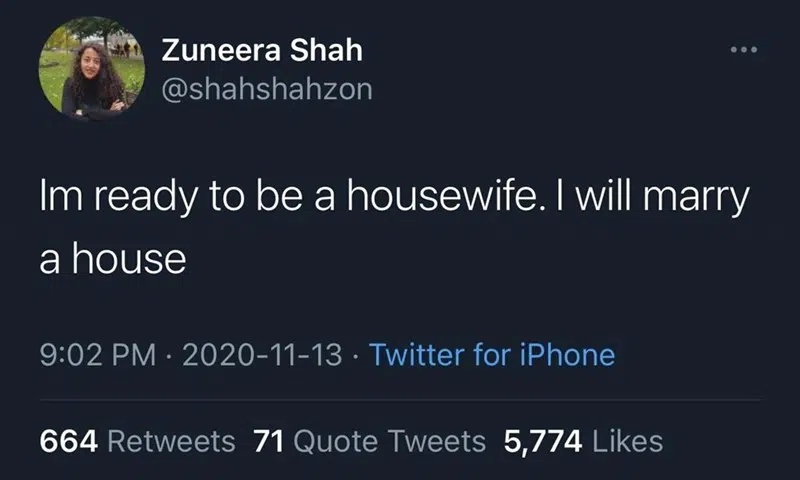 Zuneera Shah
@shahshahzon
Im ready to be a housewife. I will marry
a house
9:02 PM · 2020-11-13 · Twitter for iPhone
664 Retweets 71 Quote Tweets 5,774 Likes